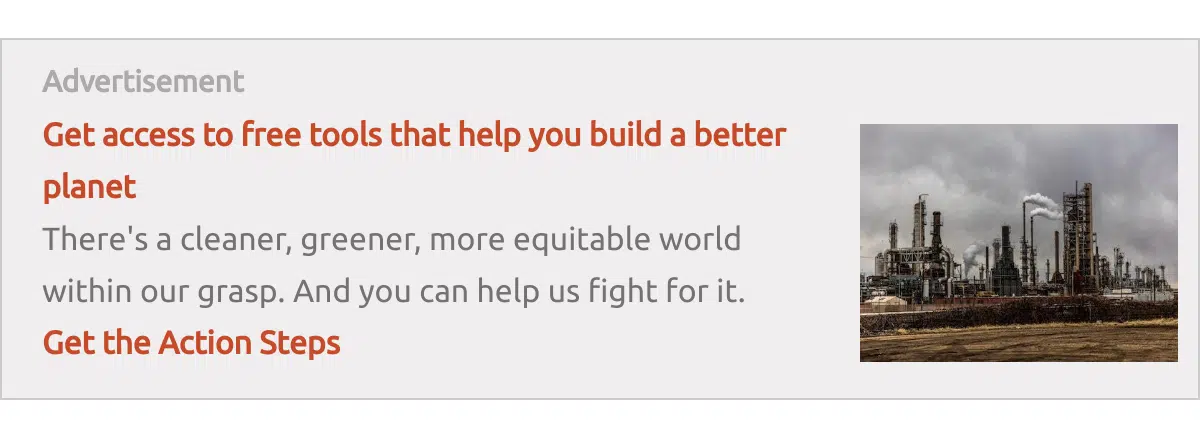 Advertisement
Get access to free tools that help you build a better
planet
There's a cleaner, greener, more equitable world
within our grasp. And you can help us fight for it.
Get the Action Steps